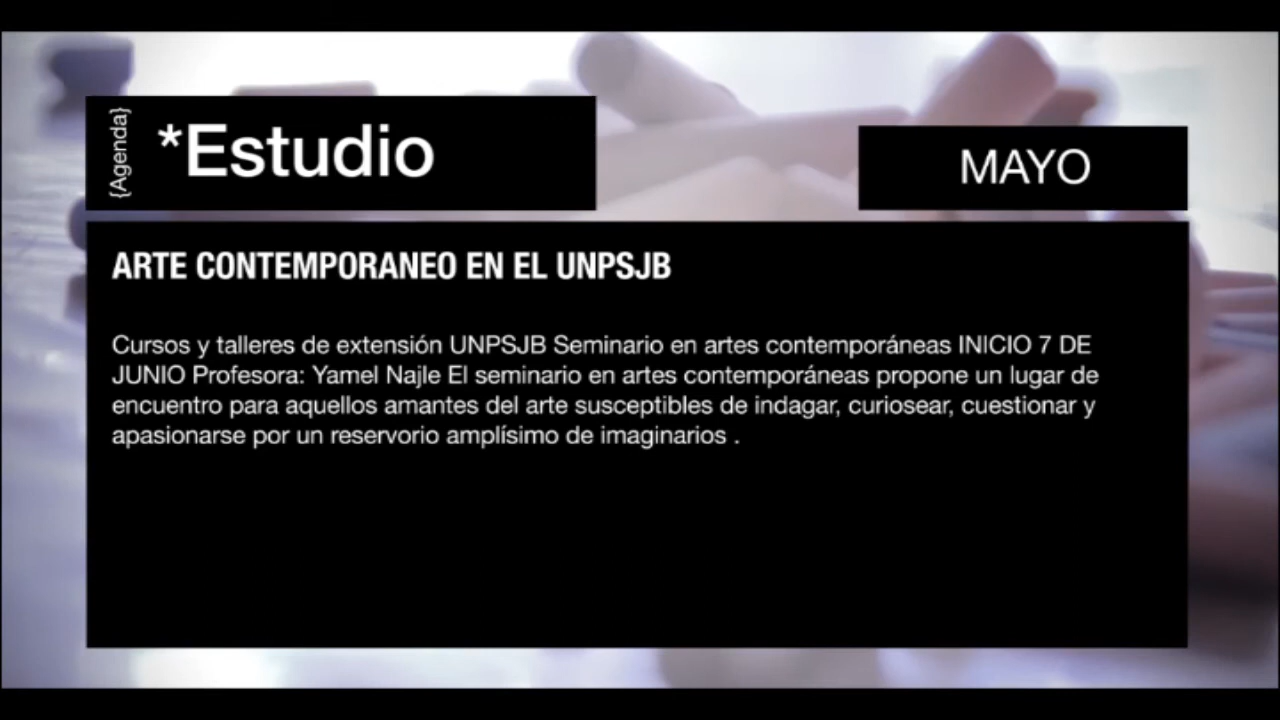 {Agenda}
*Estudio
MAYO
ARTE CONTEMPORANEO EN EL UNPSJB
Cursos y talleres de extensión UNPSJB Seminario en artes contemporáneas INICIO 7 DE
JUNIO Profesora: Yamel Najle El seminario en artes contemporáneas propone un lugar de
encuentro para aquellos amantes del arte susceptibles de indagar, curiosear, cuestionar y
apasionarse por un reservorio amplísimo de imaginarios .